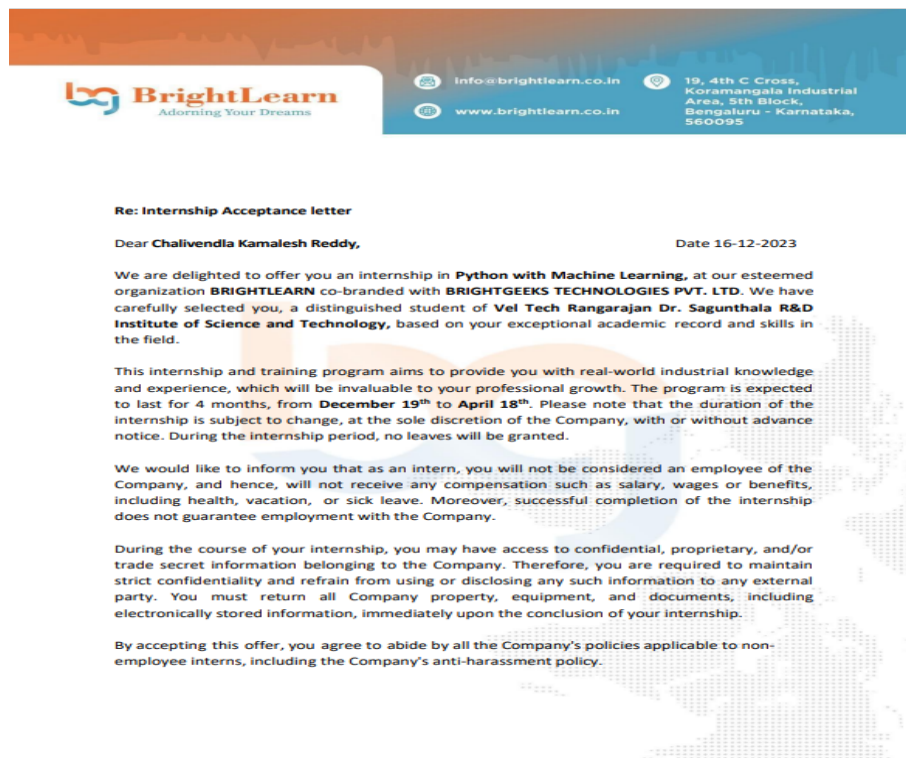 BrightLearn
Adorning Your Dreams
info@brightlearn.co.in
www.brightlearn.co.in
19, 4th C Cross,
Koramangala Industrial
Area, 5th Block,
Bengaluru - Karnataka,
560095
Re: Internship Acceptance letter
Dear Chalivendla Kamalesh Reddy, Date 16-12-2023
We are delighted to offer you an internship in Python with Machine Learning, at our esteemed
organization BRIGHTLEARN co-branded with BRIGHTGEEKS TECHNOLOGIES PVT. LTD. We have
carefully selected you, a distinguished student of Vel Tech Rangarajan Dr. Sagunthala R&D
Institute of Science and Technology, based on your exceptional academic record and skills in
the field.
This internship and training program aims to provide you with real-world industrial knowledge
and experience, which will be invaluable to your professional growth. The program is expected
to last for 4 months, from December 19th to April 18th. Please note that the duration of the
internship is subject to change, at the sole discretion of the Company, with or without advance
notice. During the internship period, no leaves will be granted.
We would like to inform you that as an intern, you will not be considered an employee of the
Company, and hence, will not receive any compensation such as salary, wages or benefits,
including health, vacation, or sick leave. Moreover, successful completion of the internship
does not guarantee employment with the Company.
During the course of your internship, you may have access to confidential, proprietary, and/or
trade secret information belonging to the Company. Therefore, you are required to maintain
strict confidentiality and refrain from using or disclosing any such information to any external
party. You must return all Company property, equipment, and documents, including
electronically stored information, immediately upon the conclusion of your internship.
By accepting this offer, you agree to abide by all the Company's policies applicable to non-
employee interns, including the Company's anti-harassment policy.